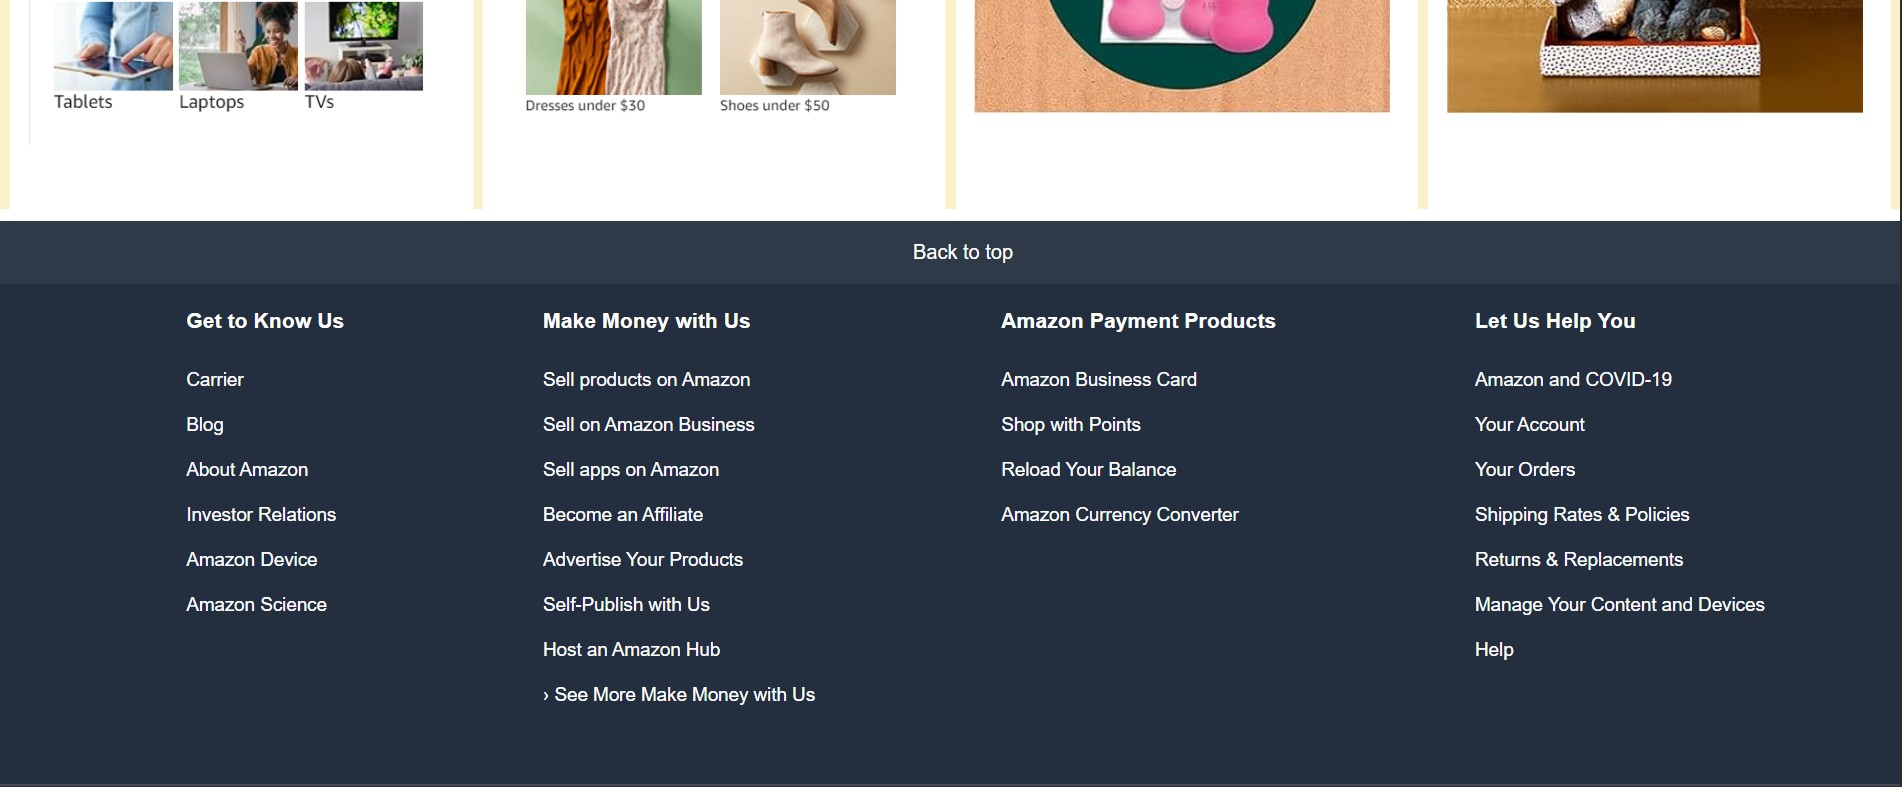 Tablets
Laptops
TVs
Dresses under $30
Shoes under $50
Back to top
Get to Know Us
Carrier
Blog
About Amazon
Investor Relations
Amazon Device
Amazon Science
Make Money with Us
Sell products on Amazon
Sell on Amazon Business
Sell apps on Amazon
Become an Affiliate
Advertise Your Products
Self-Publish with Us
Host an Amazon Hub
› See More Make Money with Us
Amazon Payment Products
Amazon Business Card
Shop with Points
Reload Your Balance
Amazon Currency Converter
Let Us Help You
Amazon and COVID-19
Your Account
Your Orders
Shipping Rates & Policies
Returns & Replacements
Manage Your Content and Devices
Help